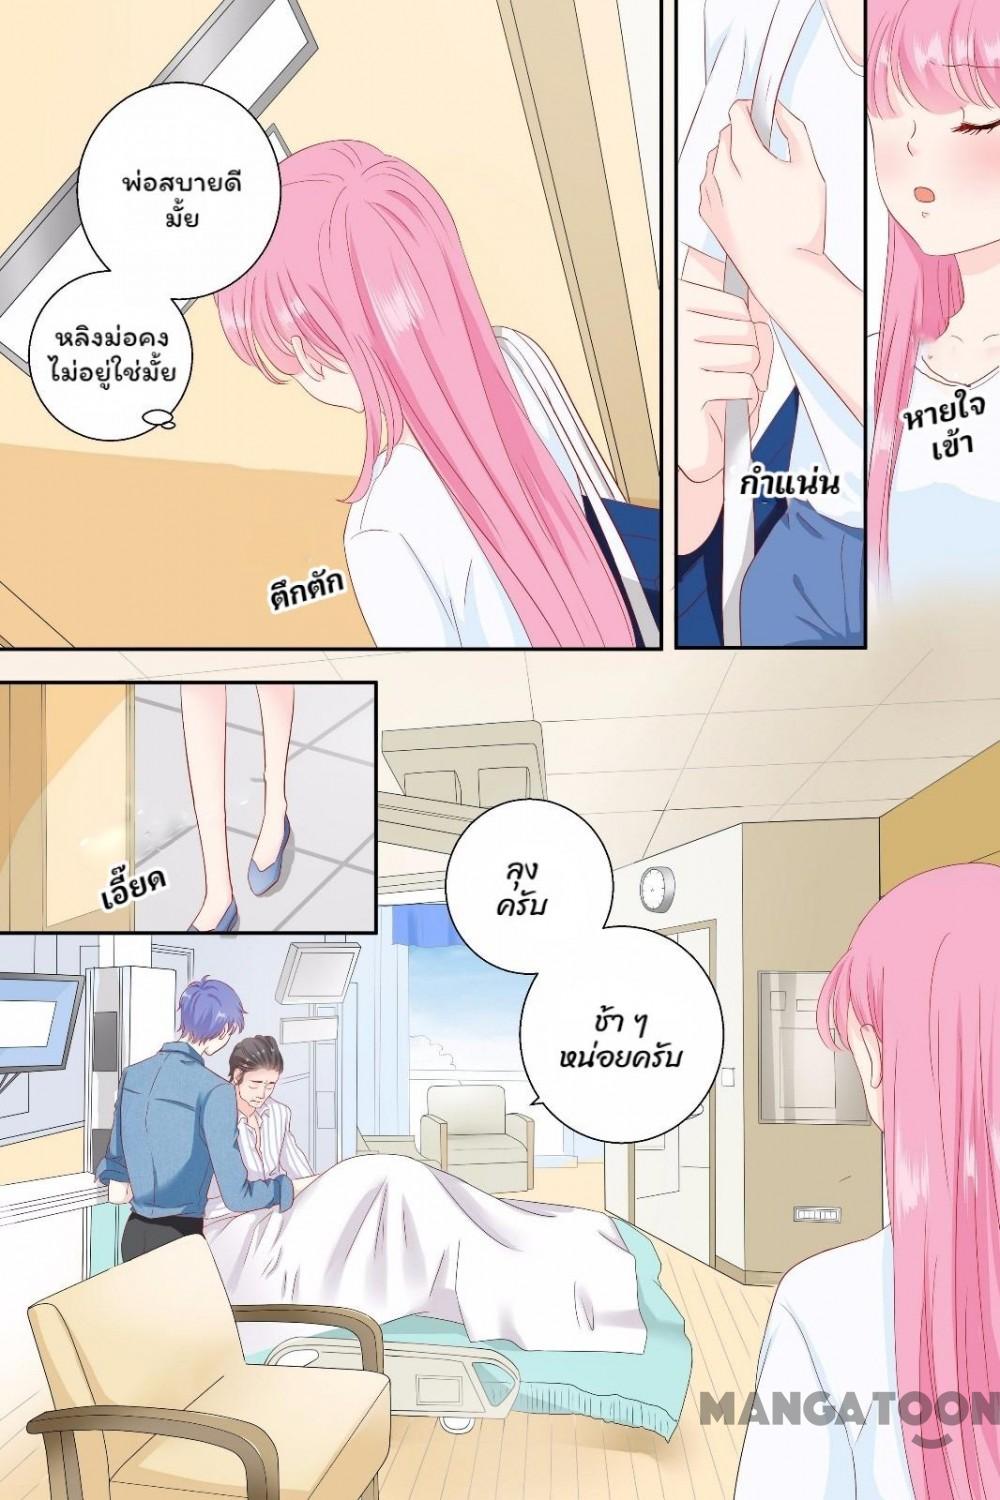 พ่อสบายดี
มั้ย
หลิงม่อคง
ไม่อยู่ใช่มั้ย
ตึกตัก
กำแน่น
หายใจ
เข้า
เอี๊ยด
ลุง
ครับ
ช้า ๆ
หน่อยครับ
MANGATOON